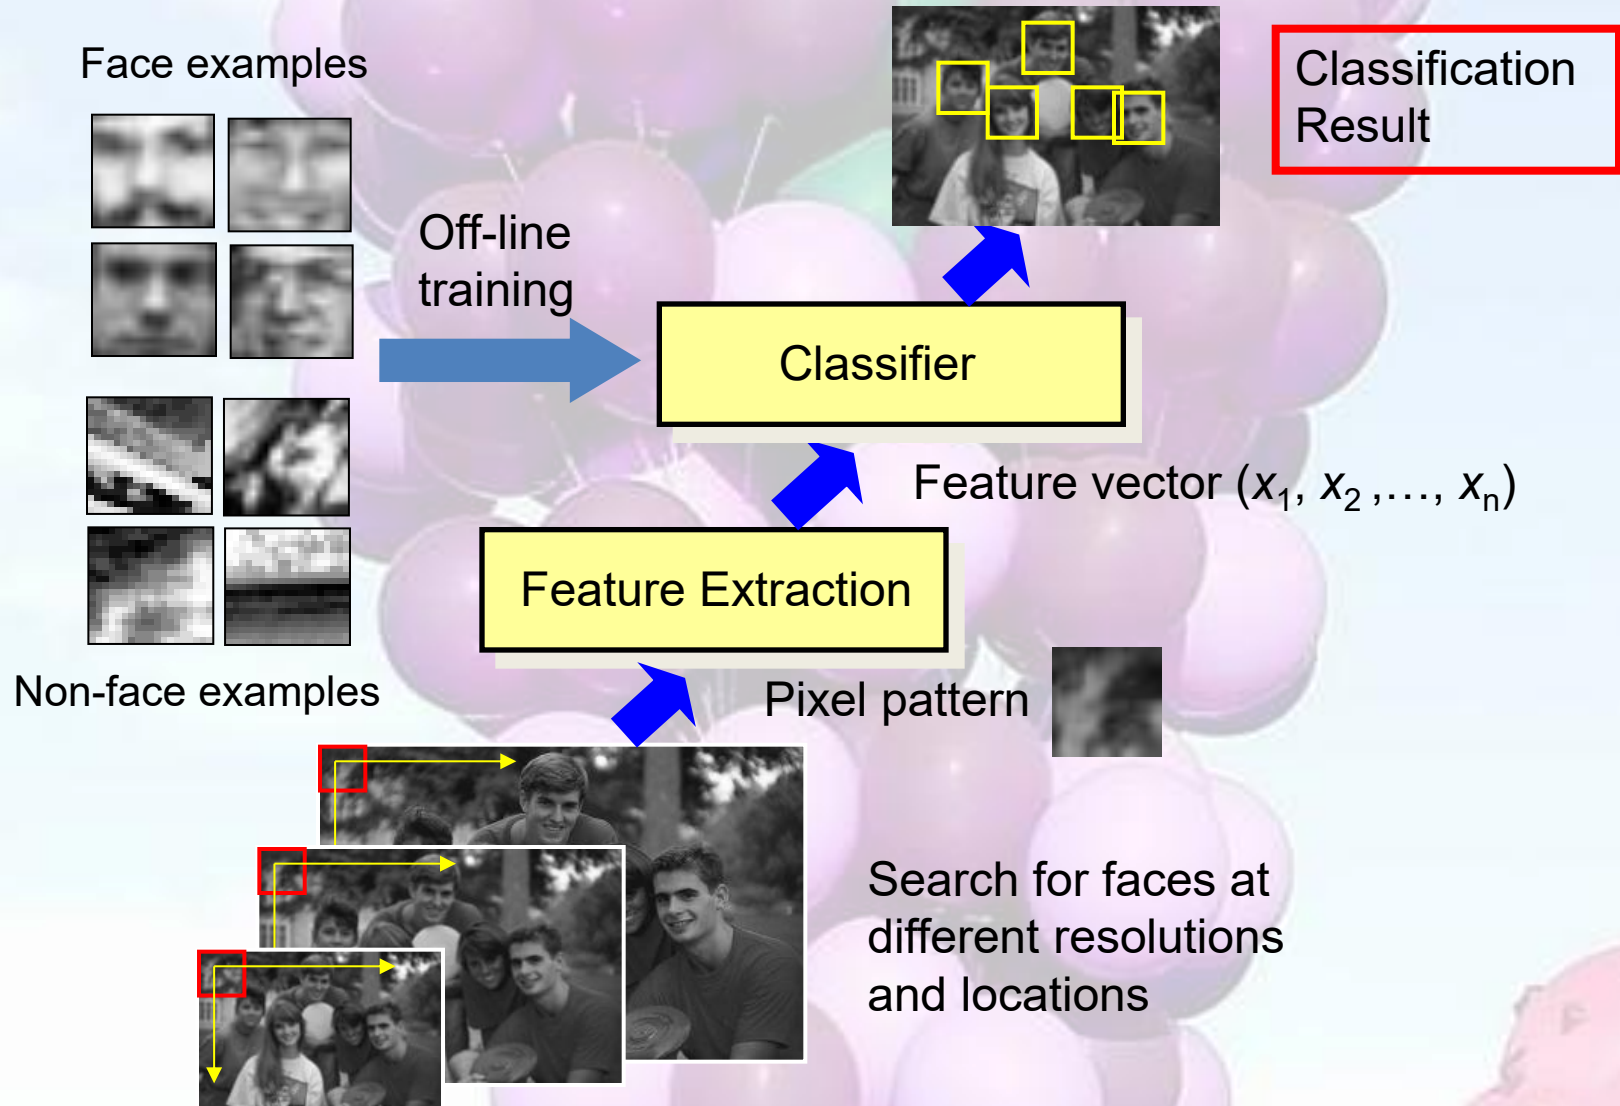 Face examples
Classification
Result
Off-line
training
Classifier
Feature vector (x₁, x₂ ,…, xₙ)
Feature Extraction
Non-face examples
Pixel pattern
Search for faces at
different resolutions
and locations